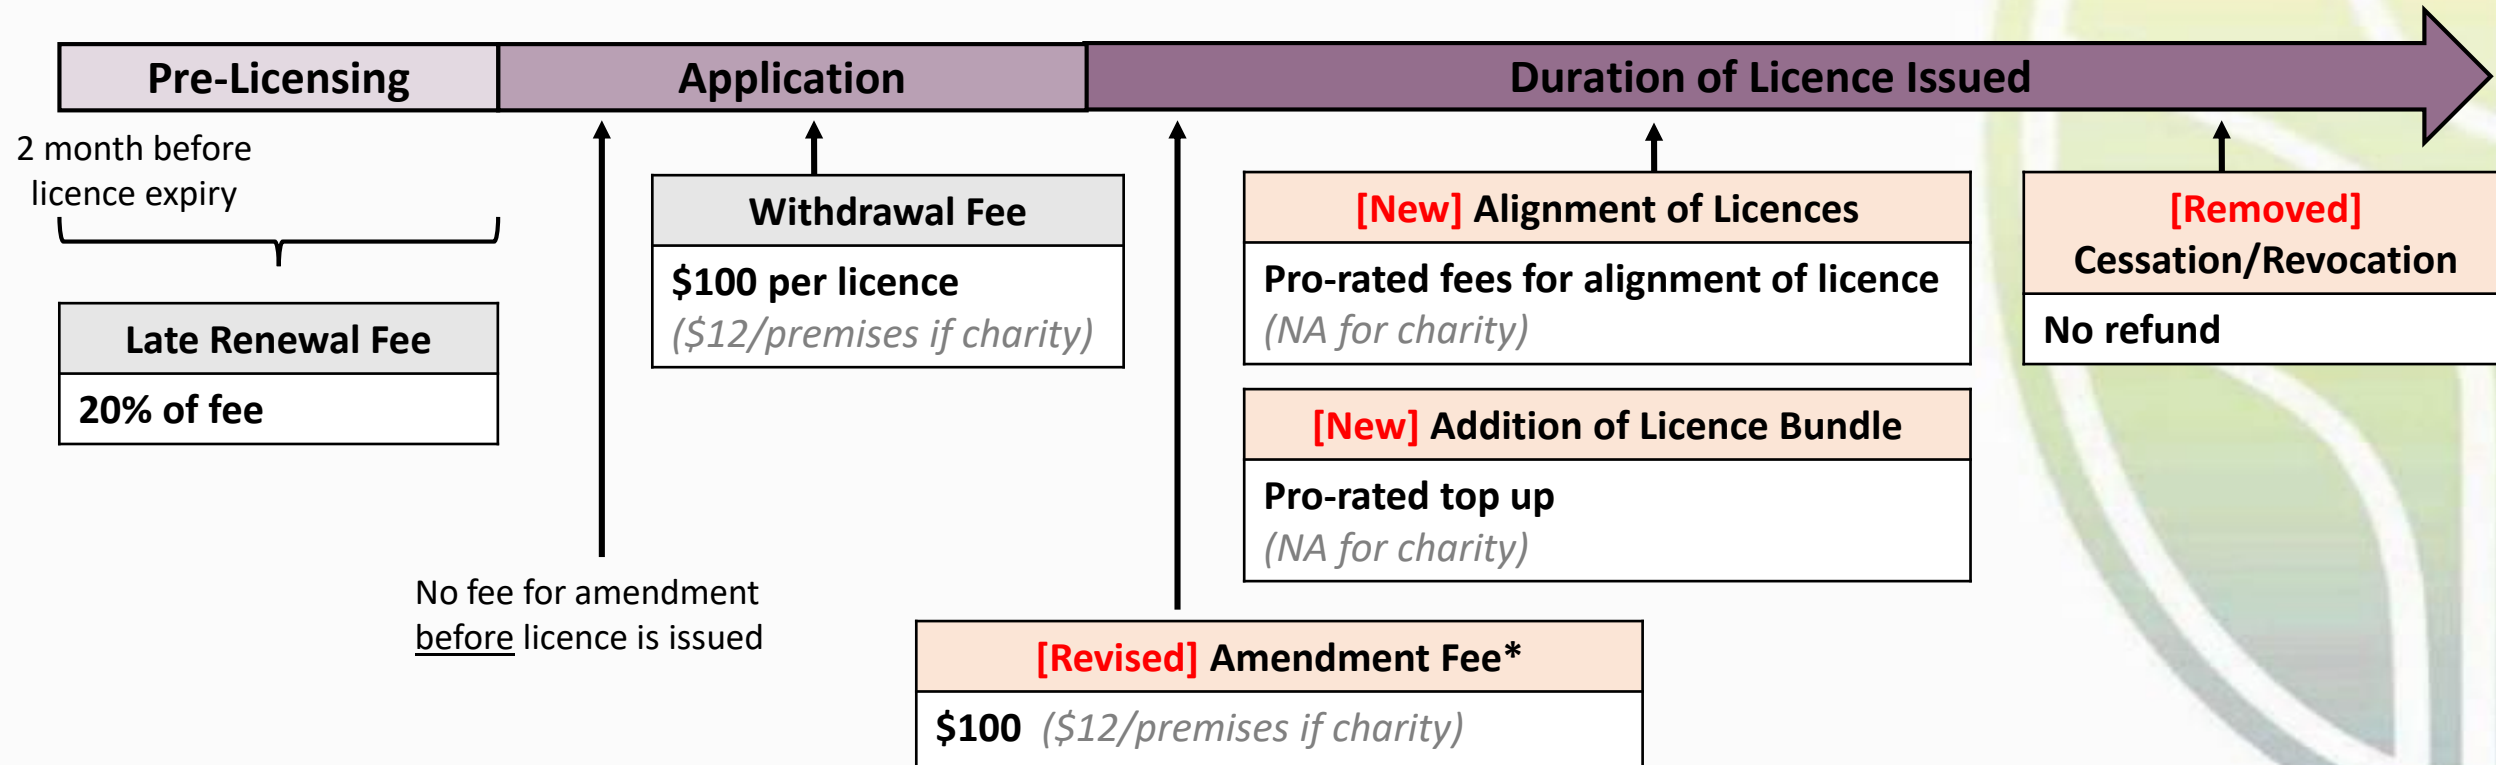 Pre-Licensing
Application
Duration of Licence Issued
2 month before
licence expiry
Late Renewal Fee
20% of fee
No fee for amendment
before licence is issued
Withdrawal Fee
$100 per licence
($12/premises if charity)
[Revised] Amendment Fee*
$100 ($12/premises if charity)
[New] Alignment of Licences
Pro-rated fees for alignment of licence
(NA for charity)
[New] Addition of Licence Bundle
Pro-rated top up
(NA for charity)
[Removed]
Cessation/Revocation
No refund